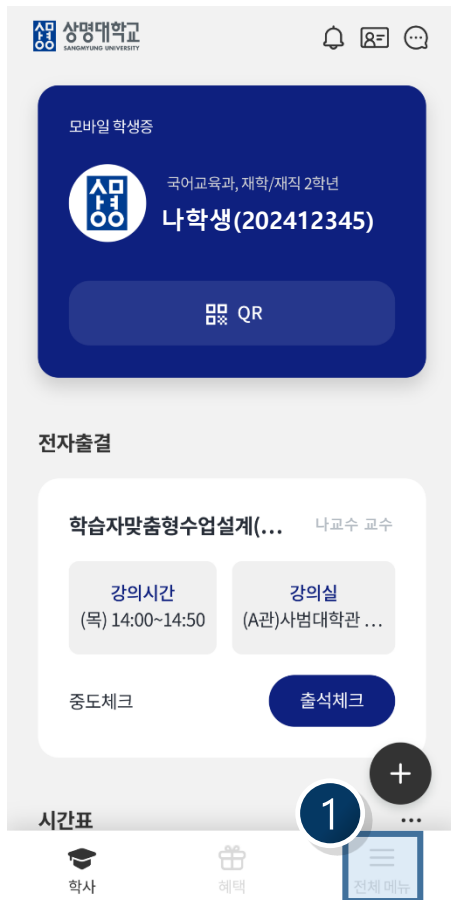 상명
상명대학교
SANGMYUNG UNIVERSITY
모바일 학생증
상명
국어교육과, 재학/재직 2학년
나학생(202412345)
QR
전자출결
학습자맞춤형수업설계(...
나교수 교수
강의시간
(목) 14:00~14:50
강의실
(A관)사범대학관 ...
중도체크
출석체크
+
시간표
...
1
학사
혜택
전체 메뉴